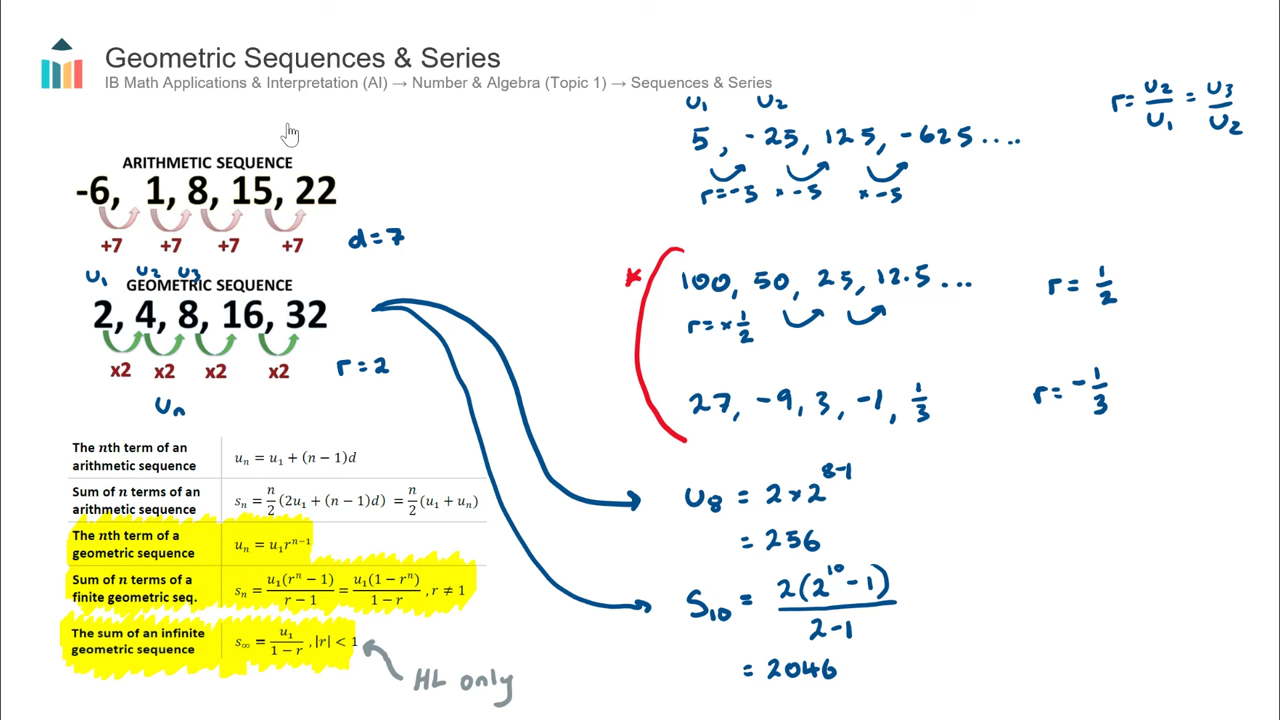 Geometric Sequences & Series
IB Math Applications & Interpretation (AI) → Number & Algebra (Topic 1) → Sequences & Series
ARITHMETIC SEQUENCE
-6, 1, 8, 15, 22
+7 +7 +7 +7
d=7
U₁ U₂ U₃
GEOMETRIC SEQUENCE
2, 4, 8, 16, 32
x2 x2 x2 x2
r=2
Uₙ
The nth term of an arithmetic sequence uₙ = u₁ + (n − 1)d
Sum of n terms of an arithmetic sequence sₙ = n/2 (2u₁ + (n − 1)d) = n/2 (u₁ + uₙ)
The nth term of a geometric sequence uₙ = u₁rⁿ⁻¹
Sum of n terms of a finite geometric seq. sₙ = u₁(rⁿ − 1)/(r − 1) = u₁(1 − rⁿ)/(1 − r), r ≠ 1
The sum of an infinite geometric sequence s∞ = u₁/(1 − r), |r| < 1
HL only
U₁ U₂
5, -25, 125, -625....
r=-5 ×-5 ×-5
r= U₂/U₁ = U₃/U₂
*
100, 50, 25, 12.5 ...
r=×1/2
r= 1/2
27, -9, 3, -1, 1/3
r= -1/3
U₈ = 2×2⁸⁻¹
= 256
S₁₀ = 2(2¹⁰-1)/2-1
= 2046